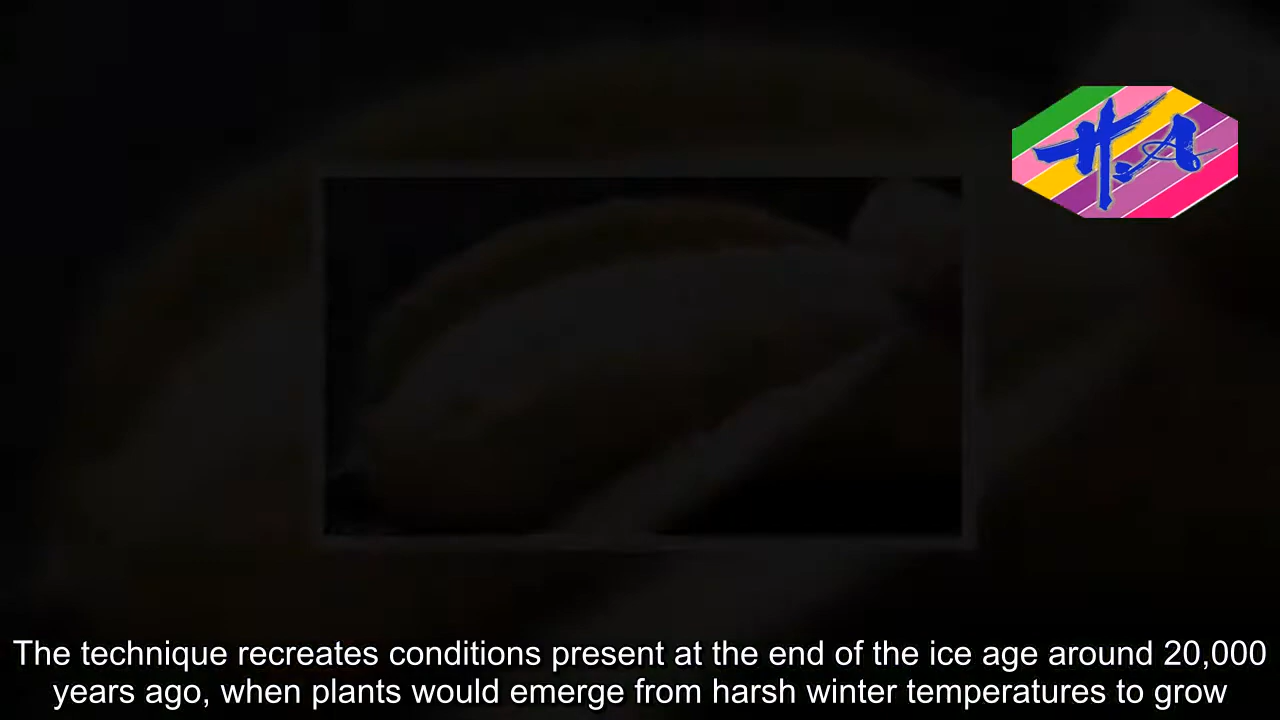 H.A
The technique recreates conditions present at the end of the ice age around 20,000
years ago, when plants would emerge from harsh winter temperatures to grow